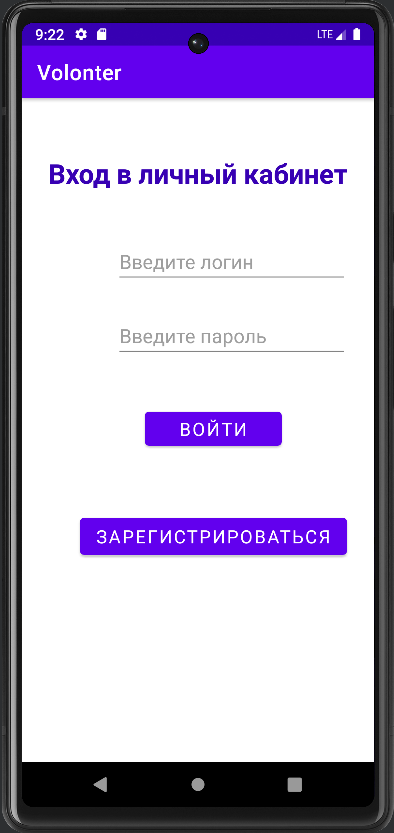 9:22 LTE
Volonter
Вход в личный кабинет
Введите логин
Введите пароль
ВОЙТИ
ЗАРЕГИСТРИРОВАТЬСЯ